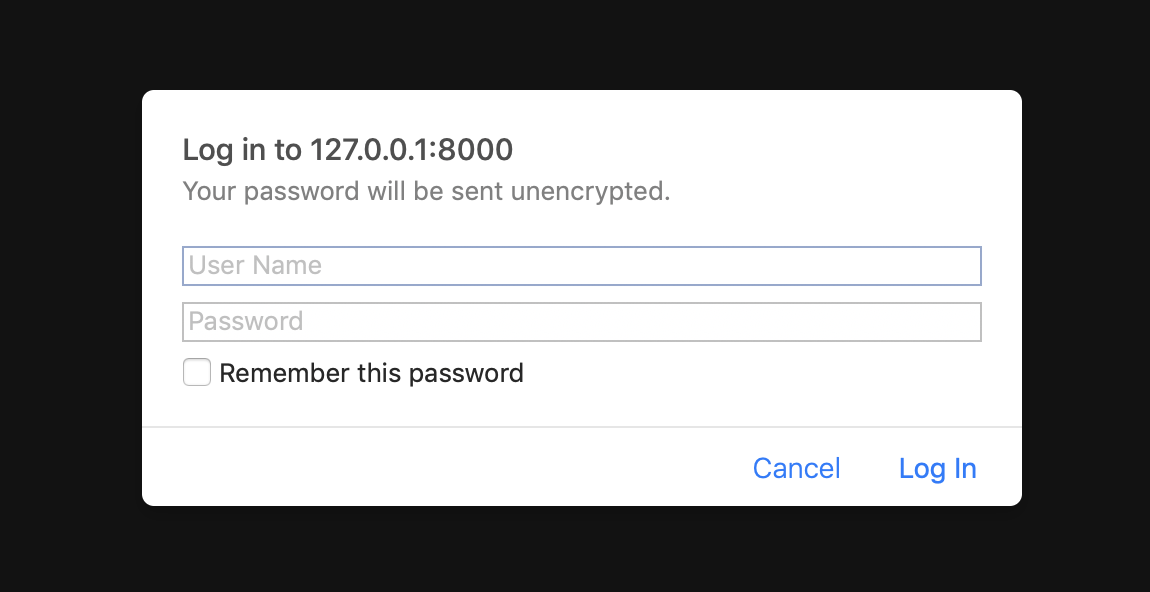 Log in to 127.0.0.1:8000
Your password will be sent unencrypted.
User Name
Password
Remember this password
Cancel Log In